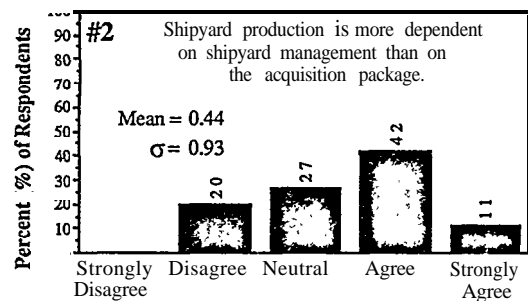 #2
Shipyard production is more dependent
on shipyard management than on
the acquisition package.
Percent %) of Respondents
90
80
70
60
50
40
30
20
10
Mean = 0.44
σ = 0.93
20
27
42
11
Strongly Disagree Neutral Agree Strongly
Disagree Agree